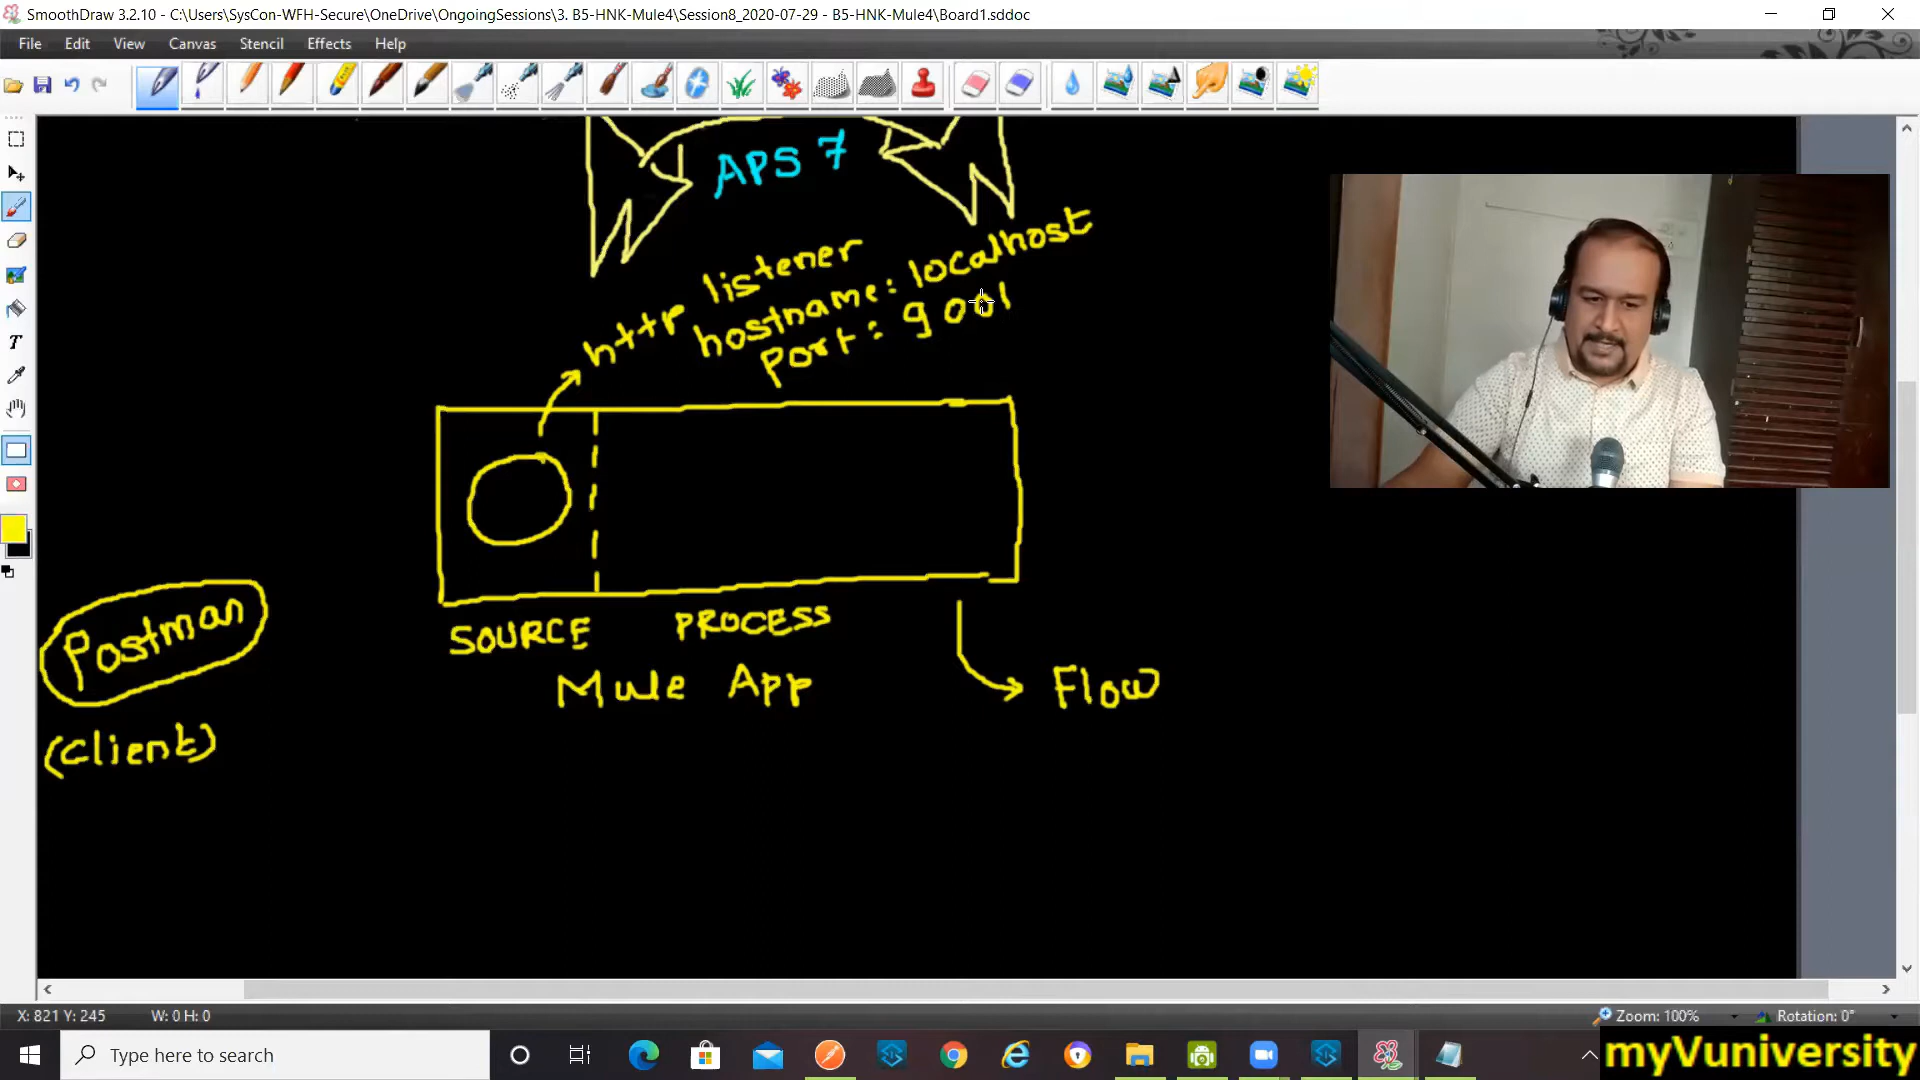 SmoothDraw 3.2.10 - C:\Users\SysCon-WFH-Secure\OneDrive\OngoingSessions\3. B5-HNK-Mule4\Session8_2020-07-29 - B5-HNK-Mule4\Board1.sddoc
File Edit View Canvas Stencil Effects Help
APS 7
http listener
hostname: localhost
port: 9001
SOURCE PROCESS
Mule App
Flow
Postman
(client)
X: 821 Y: 245 W: 0 H: 0 Zoom: 100% Rotation: 0°
Type here to search
myVuniversity